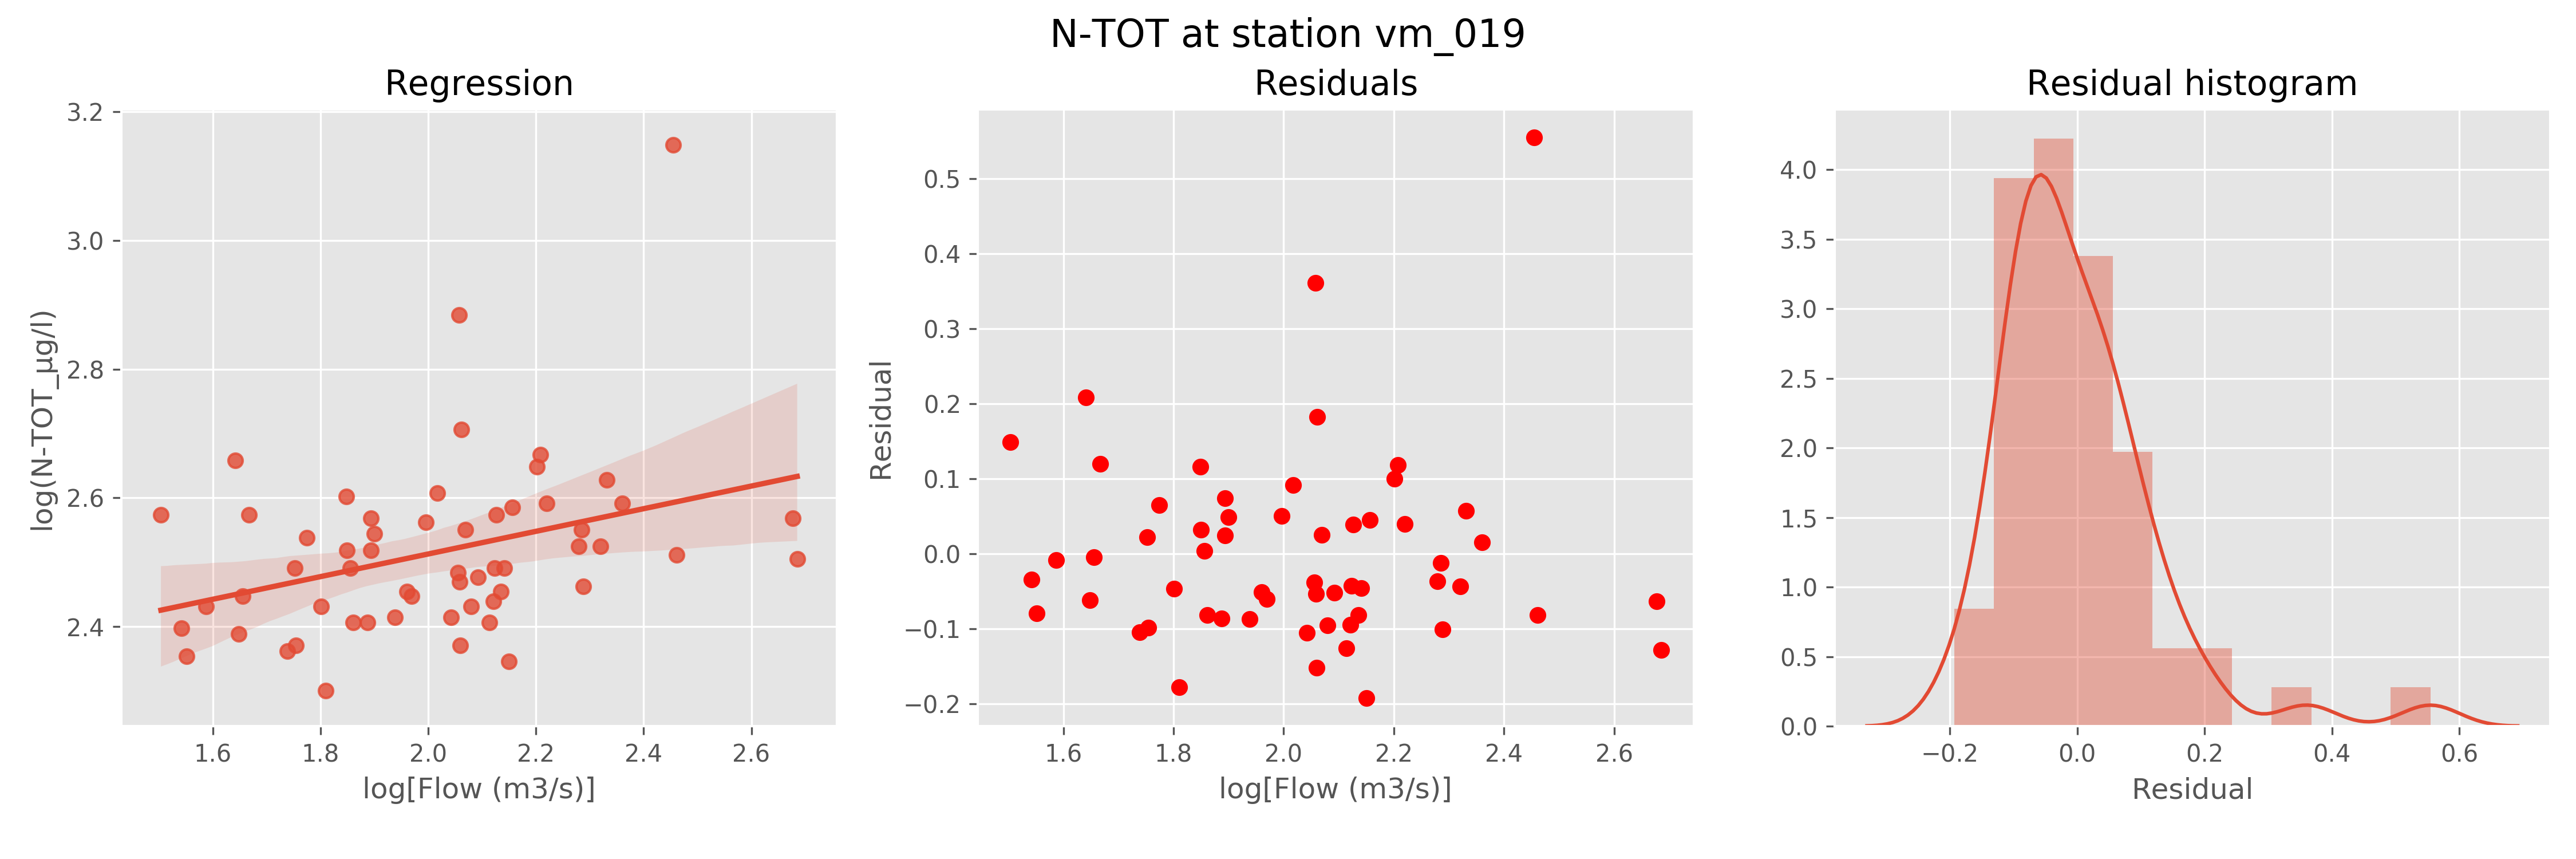 N-TOT at station vm_019
Regression
3.2
3.0
2.8
2.6
2.4
log(N-TOT_µg/l)
1.6 1.8 2.0 2.2 2.4 2.6
log[Flow (m3/s)]
Residuals
0.5
0.4
0.3
0.2
0.1
0.0
−0.1
−0.2
Residual
1.6 1.8 2.0 2.2 2.4 2.6
log[Flow (m3/s)]
Residual histogram
4.0
3.5
3.0
2.5
2.0
1.5
1.0
0.5
0.0
−0.2 0.0 0.2 0.4 0.6
Residual